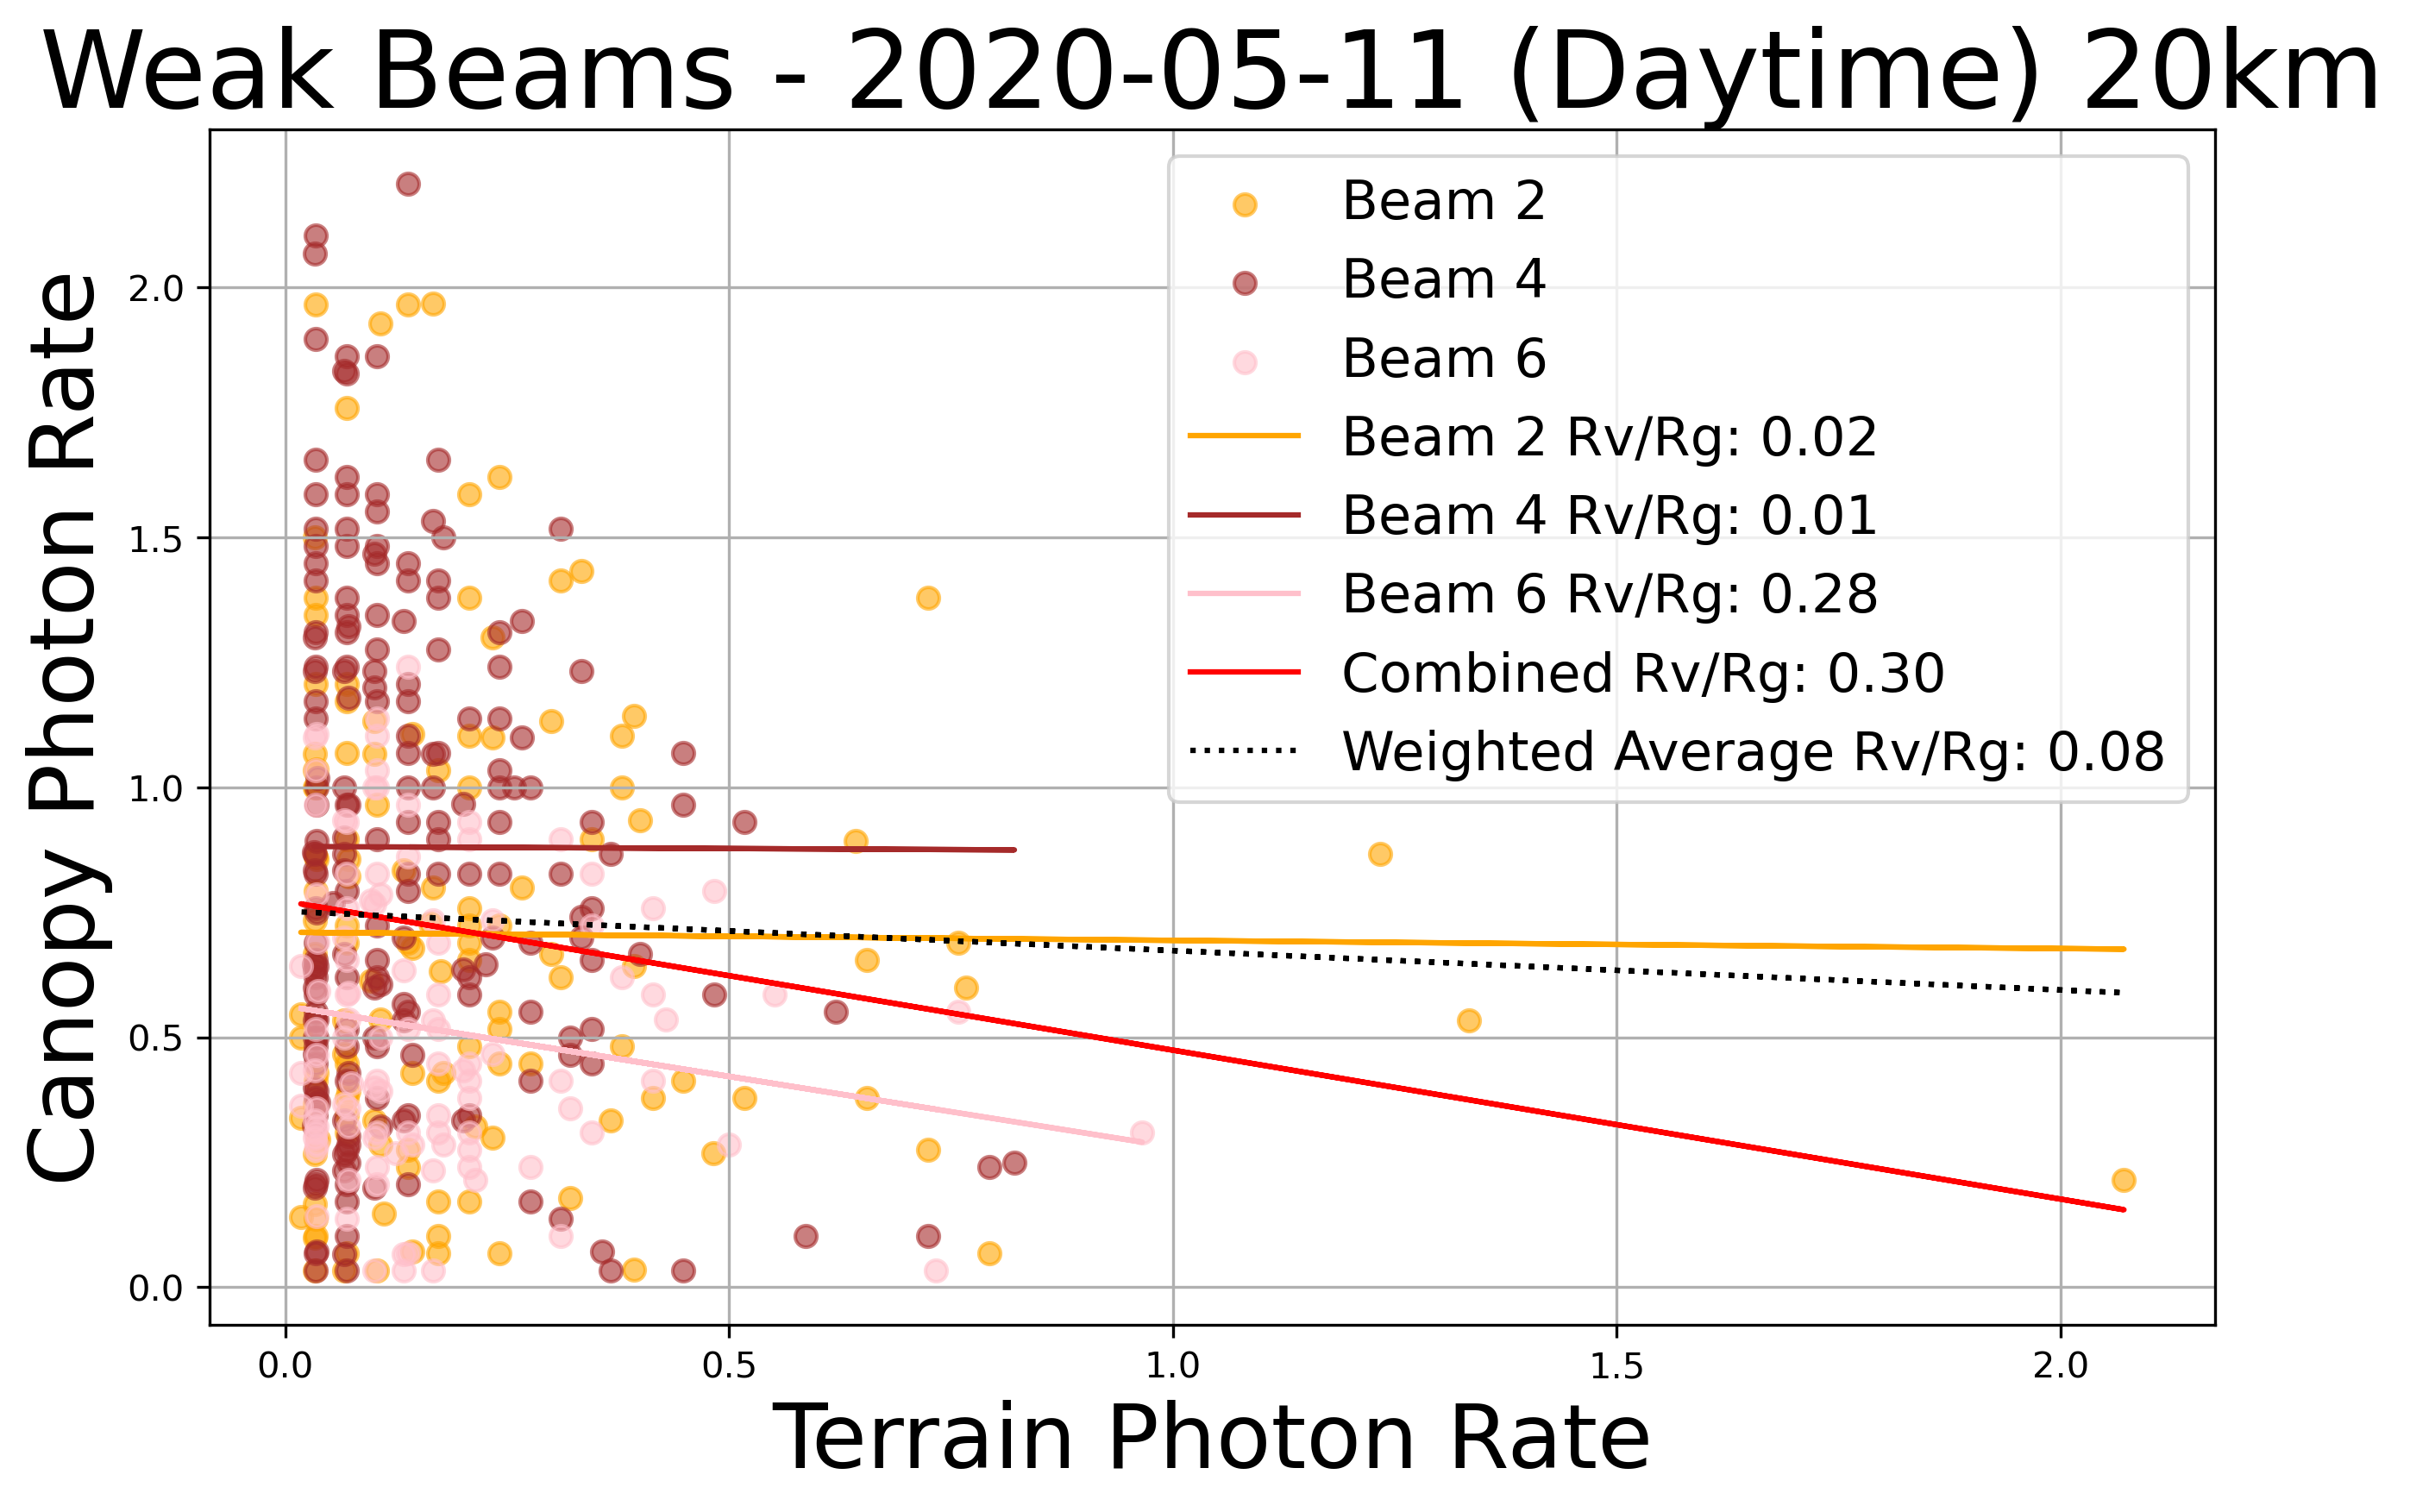 Weak Beams - 2020-05-11 (Daytime) 20km
Canopy Photon Rate
2.0
1.5
1.0
0.5
0.0
Beam 2
Beam 4
Beam 6
Beam 2 Rv/Rg: 0.02
Beam 4 Rv/Rg: 0.01
Beam 6 Rv/Rg: 0.28
Combined Rv/Rg: 0.30
Weighted Average Rv/Rg: 0.08
0.0 0.5 1.0 1.5 2.0
Terrain Photon Rate